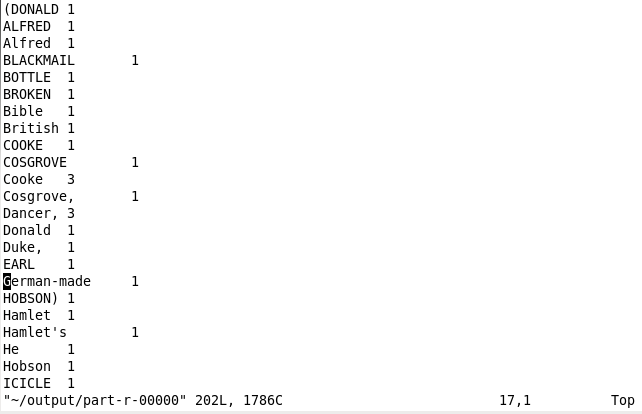 (DONALD 1
ALFRED 1
Alfred 1
BLACKMAIL 1
BOTTLE 1
BROKEN 1
Bible 1
British 1
COOKE 1
COSGROVE 1
Cooke 3
Cosgrove, 1
Dancer, 3
Donald 1
Duke, 1
EARL 1
German-made 1
HOBSON) 1
Hamlet 1
Hamlet's 1
He 1
Hobson 1
ICICLE 1
"~/output/part-r-00000" 202L, 1786C 17,1 Top